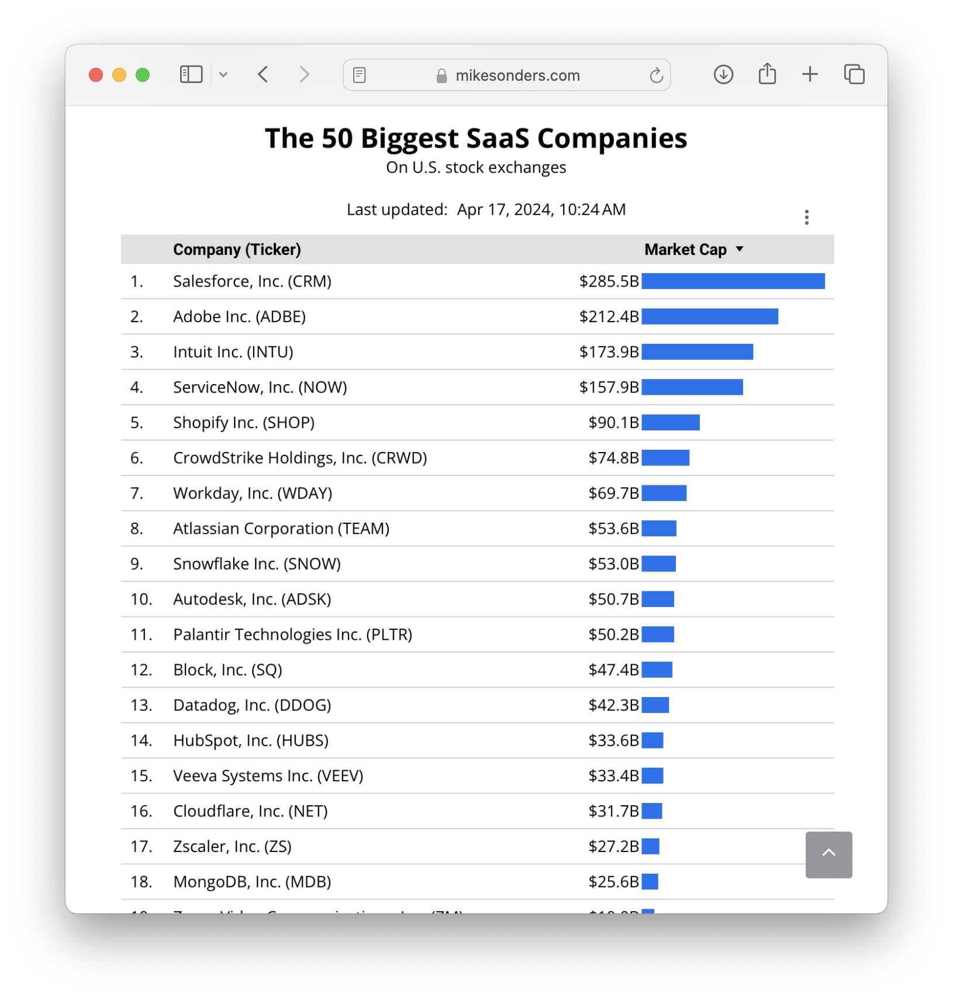 mikesonders.com
The 50 Biggest SaaS Companies
On U.S. stock exchanges
Last updated: Apr 17, 2024, 10:24 AM
Company (Ticker) Market Cap
1. Salesforce, Inc. (CRM) $285.5B
2. Adobe Inc. (ADBE) $212.4B
3. Intuit Inc. (INTU) $173.9B
4. ServiceNow, Inc. (NOW) $157.9B
5. Shopify Inc. (SHOP) $90.1B
6. CrowdStrike Holdings, Inc. (CRWD) $74.8B
7. Workday, Inc. (WDAY) $69.7B
8. Atlassian Corporation (TEAM) $53.6B
9. Snowflake Inc. (SNOW) $53.0B
10. Autodesk, Inc. (ADSK) $50.7B
11. Palantir Technologies Inc. (PLTR) $50.2B
12. Block, Inc. (SQ) $47.4B
13. Datadog, Inc. (DDOG) $42.3B
14. HubSpot, Inc. (HUBS) $33.6B
15. Veeva Systems Inc. (VEEV) $33.4B
16. Cloudflare, Inc. (NET) $31.7B
17. Zscaler, Inc. (ZS) $27.2B
18. MongoDB, Inc. (MDB) $25.6B